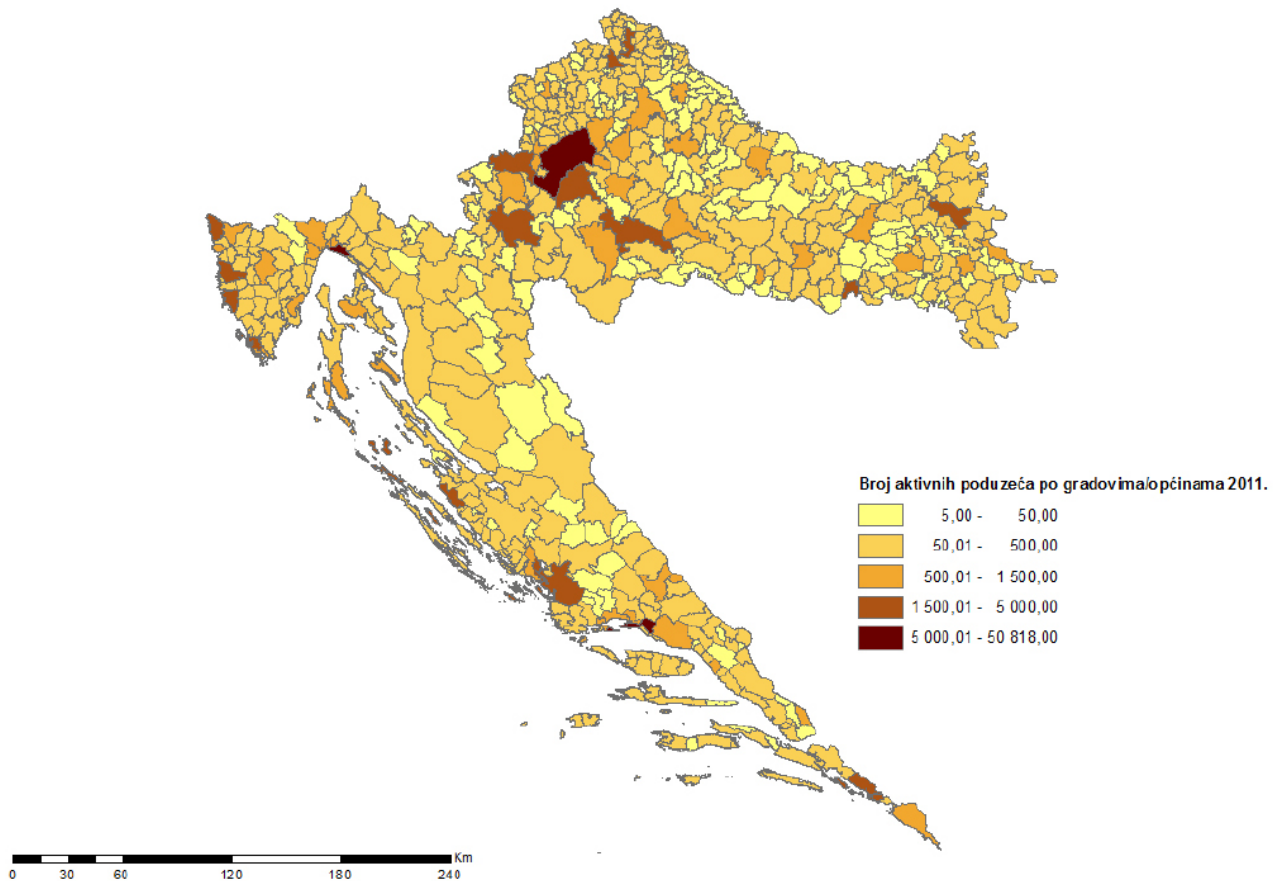 Broj aktivnih poduzeća po gradovima/općinama 2011.
5,00 - 50,00
50,01 - 500,00
500,01 - 1 500,00
1 500,01 - 5 000,00
5 000,01 - 50 818,00
Km
0 30 60 120 180 240